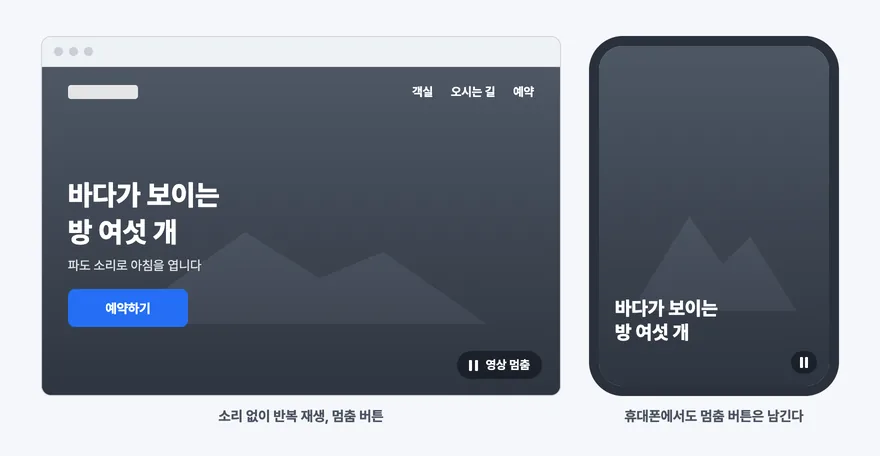 객실 오시는 길 예약
바다가 보이는
방 여섯 개
파도 소리로 아침을 엽니다
예약하기
영상 멈춤
소리 없이 반복 재생, 멈춤 버튼
바다가 보이는
방 여섯 개
휴대폰에서도 멈춤 버튼은 남긴다